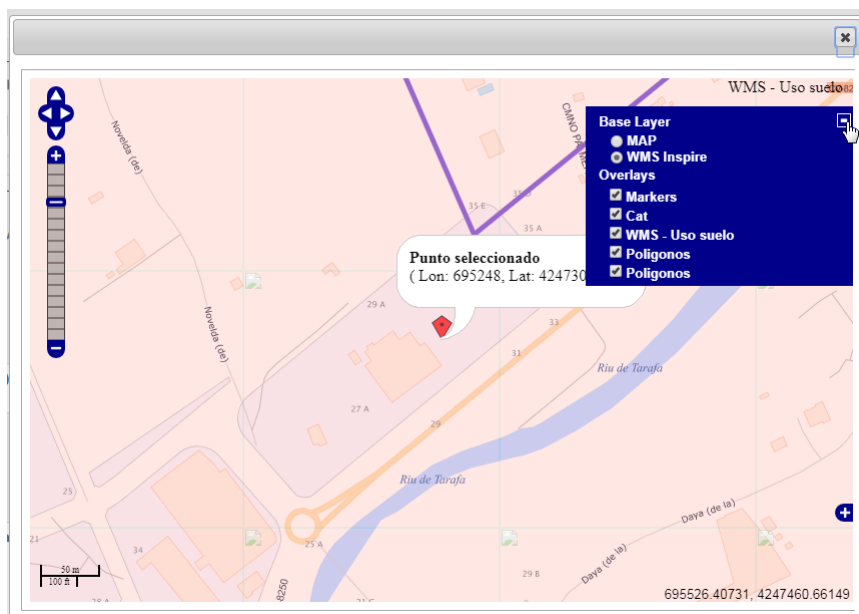 WMS - Uso suelo
Base Layer
MAP
WMS Inspire
Overlays
Markers
Cat
WMS - Uso suelo
Poligonos
Poligonos
Novelda (de)
35 E
35 A
Punto seleccionado
( Lon: 695248, Lat: 424730
29 A
33
Novelda (de)
31
Riu de Tarafa
27 A
29
Riu de Tarafa
25
Daya (de la)
21
34
25 A
Daya (de la)
29 B
50 m
100 ft
28 A
8250
21 C
695526.40731, 4247460.66149